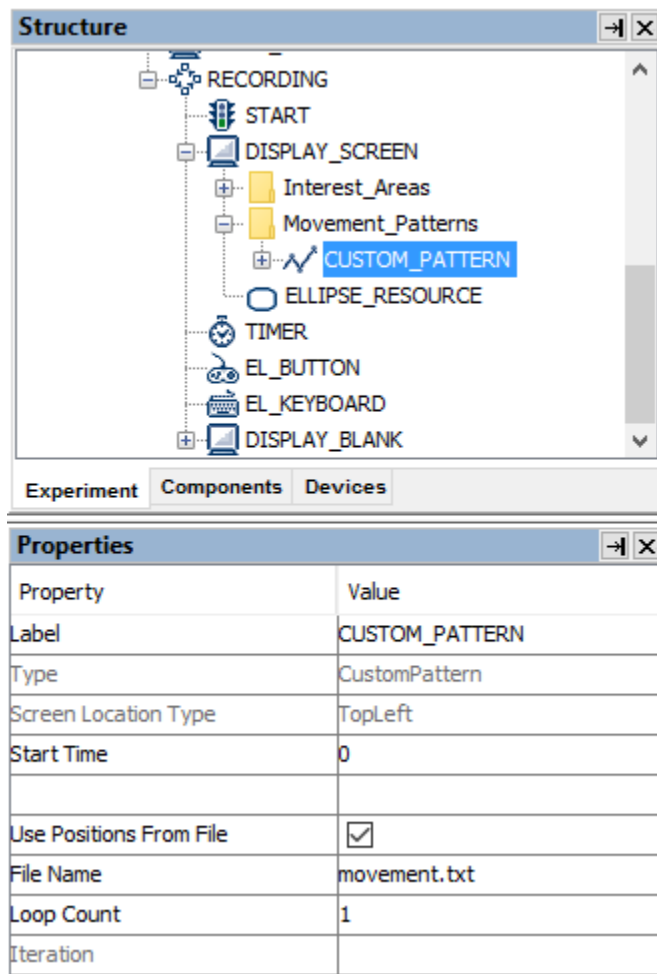 Structure
RECORDING
START
DISPLAY_SCREEN
Interest_Areas
Movement_Patterns
CUSTOM_PATTERN
ELLIPSE_RESOURCE
TIMER
EL_BUTTON
EL_KEYBOARD
DISPLAY_BLANK
Experiment Components Devices
Properties
Property Value
Label CUSTOM_PATTERN
Type CustomPattern
Screen Location Type TopLeft
Start Time 0
Use Positions From File
File Name movement.txt
Loop Count 1
Iteration